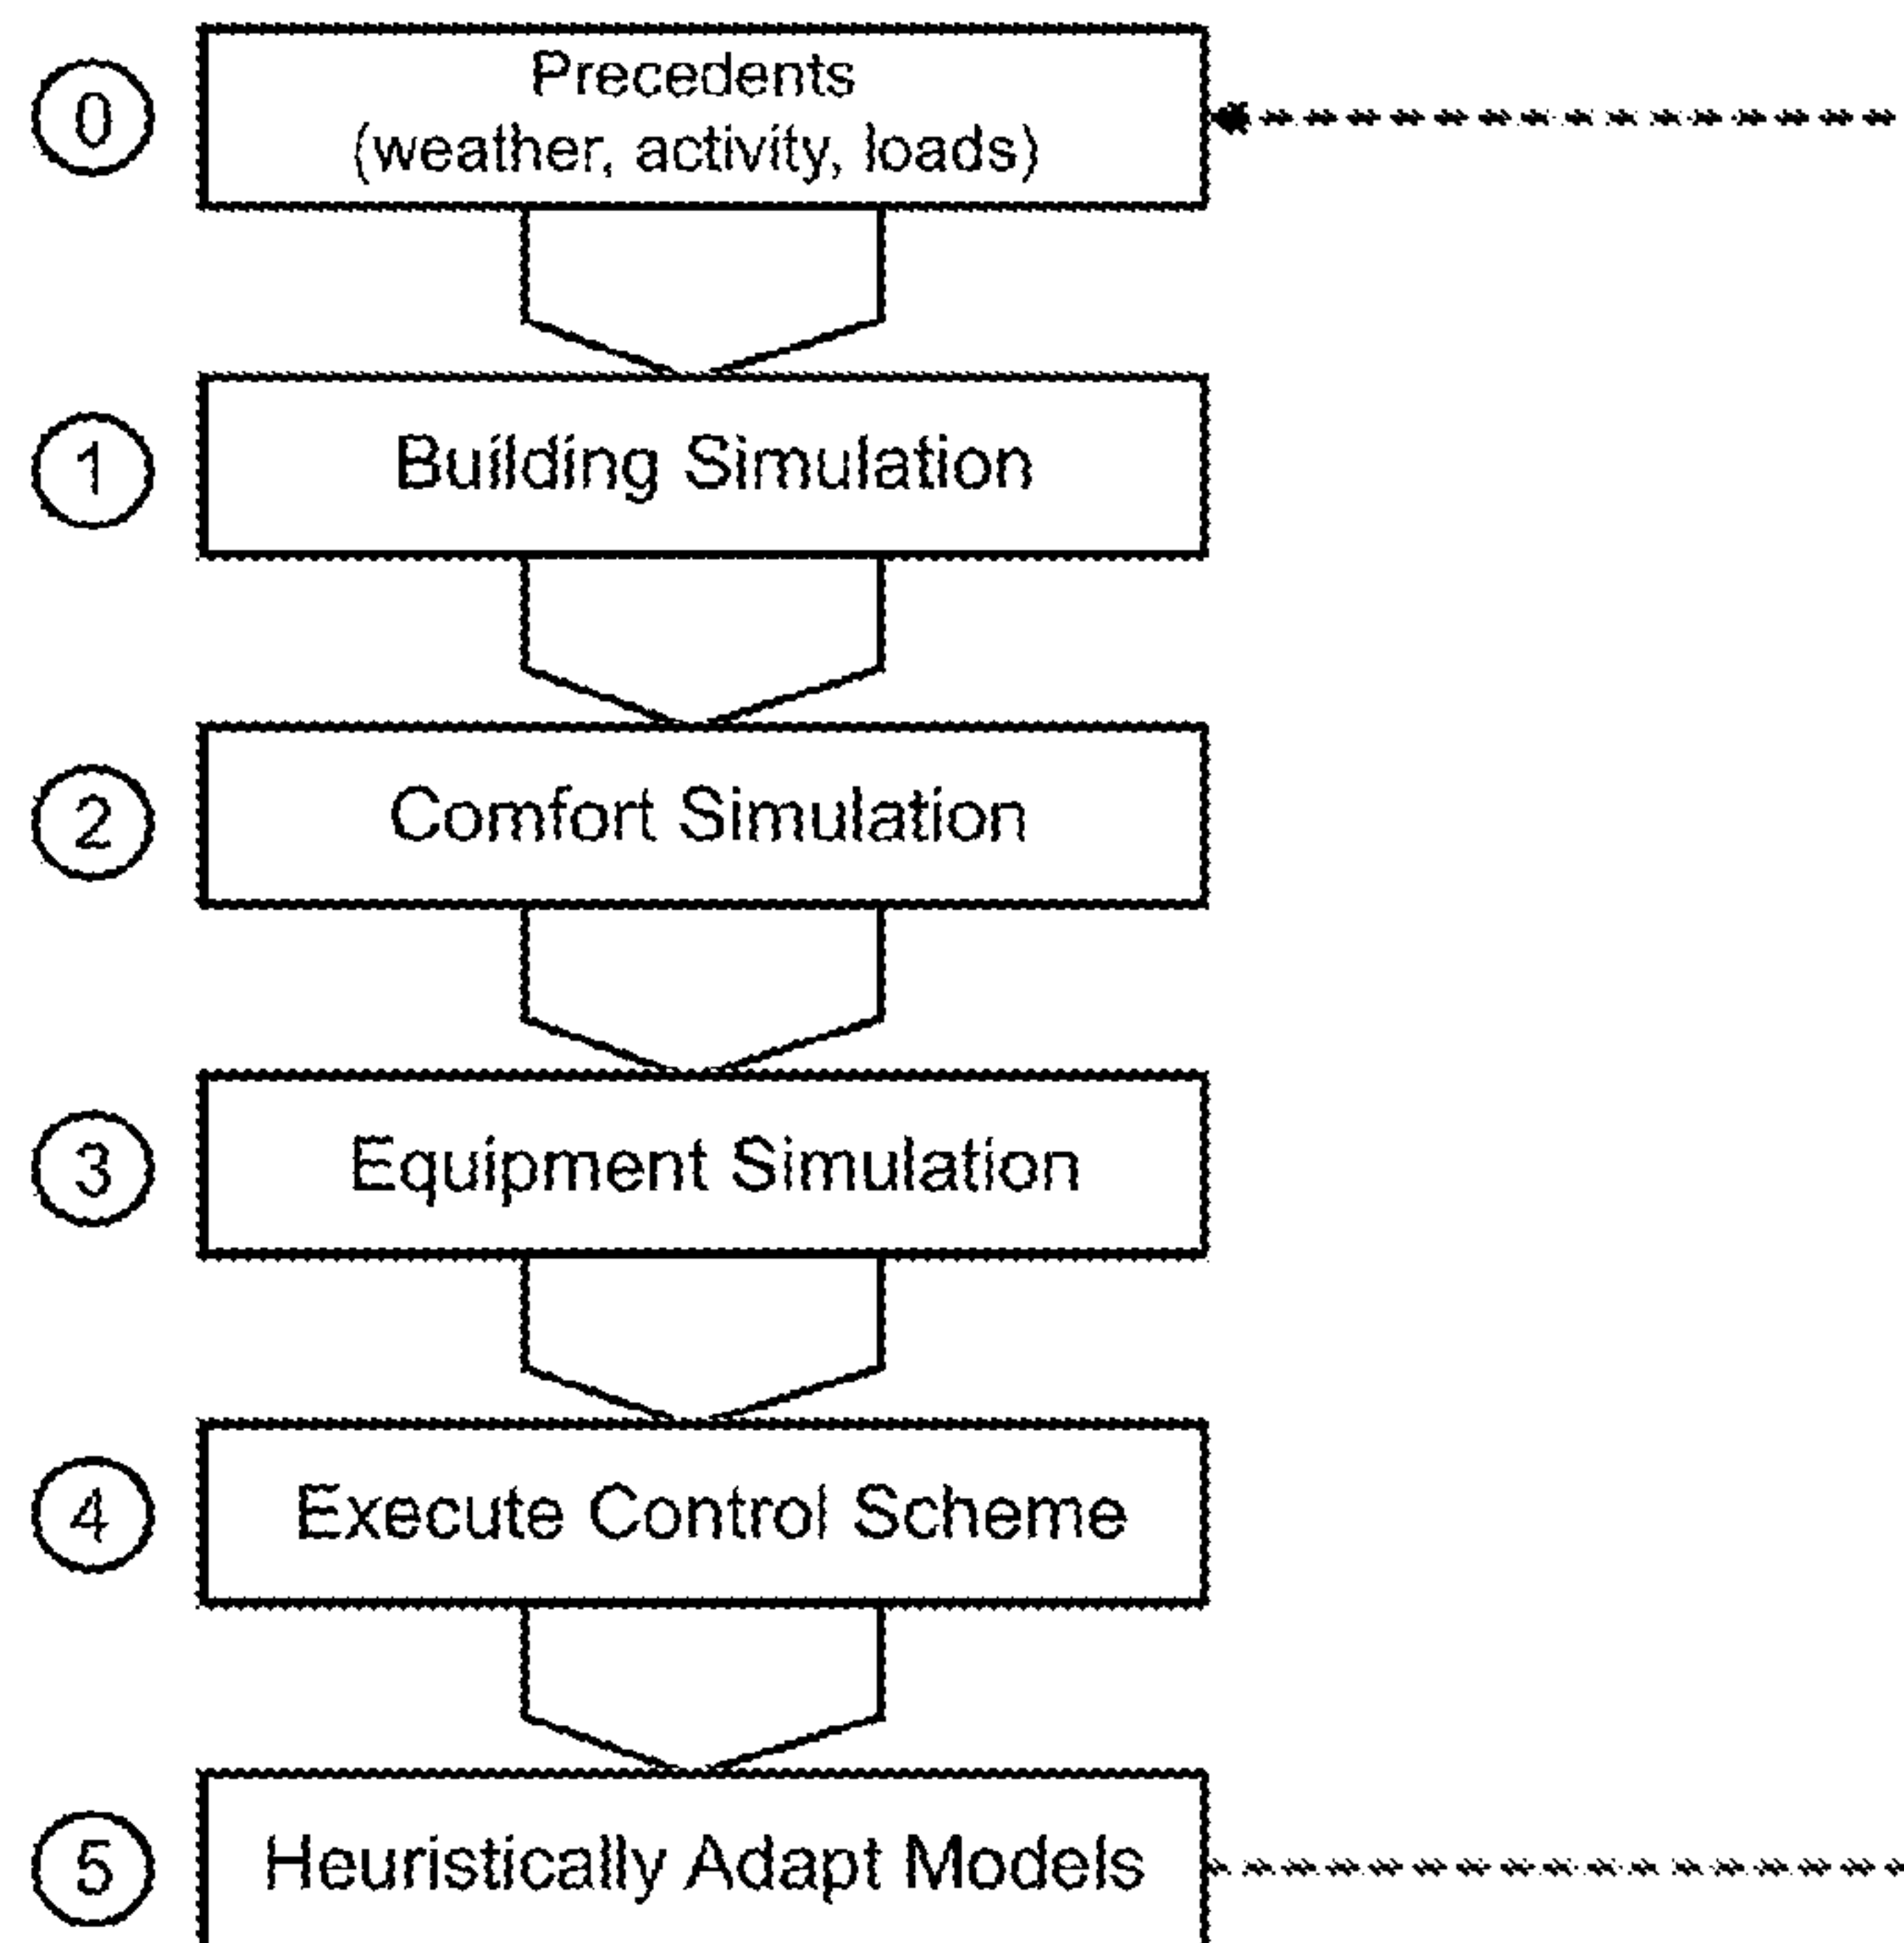 0
Precedents
(weather, activity, loads)
1
Building Simulation
2
Comfort Simulation
3
Equipment Simulation
4
Execute Control Scheme
5
Heuristically Adapt Models